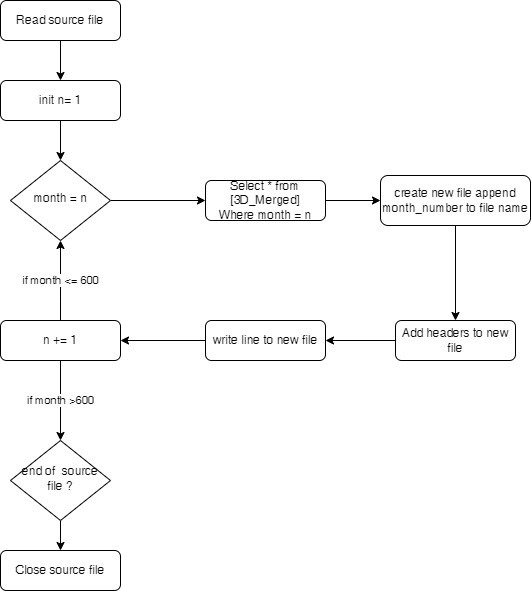 Read source file
init n= 1
month = n
Select * from
[3D_Merged]
Where month = n
create new file append
month_number to file name
if month <= 600
n += 1
write line to new file
Add headers to new
file
if month >600
end of source
file ?
Close source file